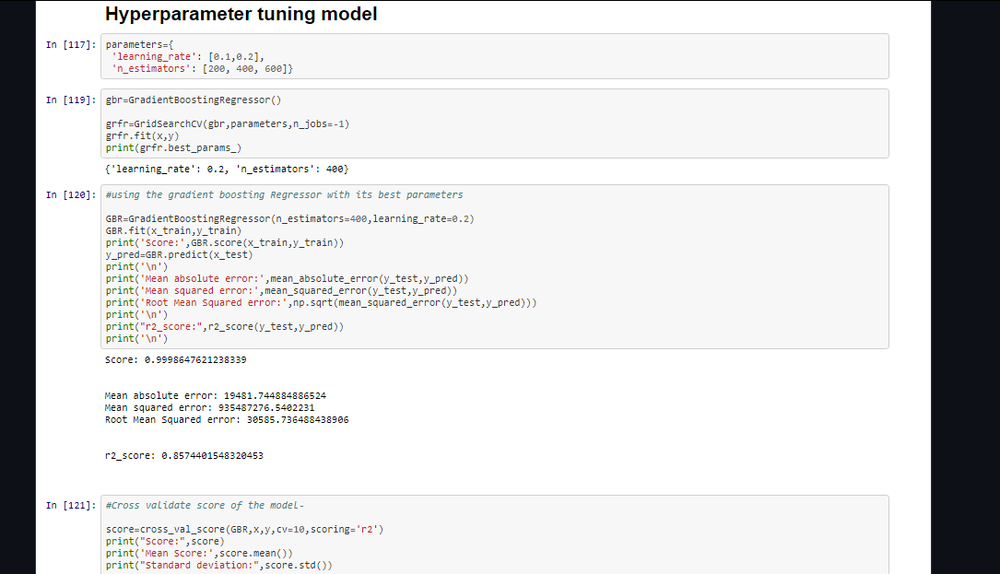 Hyperparameter tuning model
In [117]:
parameters={
 'learning_rate': [0.1,0.2],
 'n_estimators': [200, 400, 600]}
In [119]:
gbr=GradientBoostingRegressor()
grfr=GridSearchCV(gbr,parameters,n_jobs=-1)
grfr.fit(x,y)
print(grfr.best_params_)
{'learning_rate': 0.2, 'n_estimators': 400}
In [120]:
#using the gradient boosting Regressor with its best parameters
GBR=GradientBoostingRegressor(n_estimators=400,learning_rate=0.2)
GBR.fit(x_train,y_train)
print('Score:',GBR.score(x_train,y_train))
y_pred=GBR.predict(x_test)
print('\n')
print('Mean absolute error:',mean_absolute_error(y_test,y_pred))
print('Mean squared error:',mean_squared_error(y_test,y_pred))
print('Root Mean Squared error:',np.sqrt(mean_squared_error(y_test,y_pred)))
print('\n')
print("r2_score:",r2_score(y_test,y_pred))
print('\n')
Score: 0.9998647621238339
Mean absolute error: 19481.744884886524
Mean squared error: 935487276.5402231
Root Mean Squared error: 30585.736488438906
r2_score: 0.8574401548320453
In [121]:
#Cross validate score of the model-
score=cross_val_score(GBR,x,y,cv=10,scoring='r2')
print("Score:",score)
print('Mean Score:',score.mean())
print("Standard deviation:",score.std())